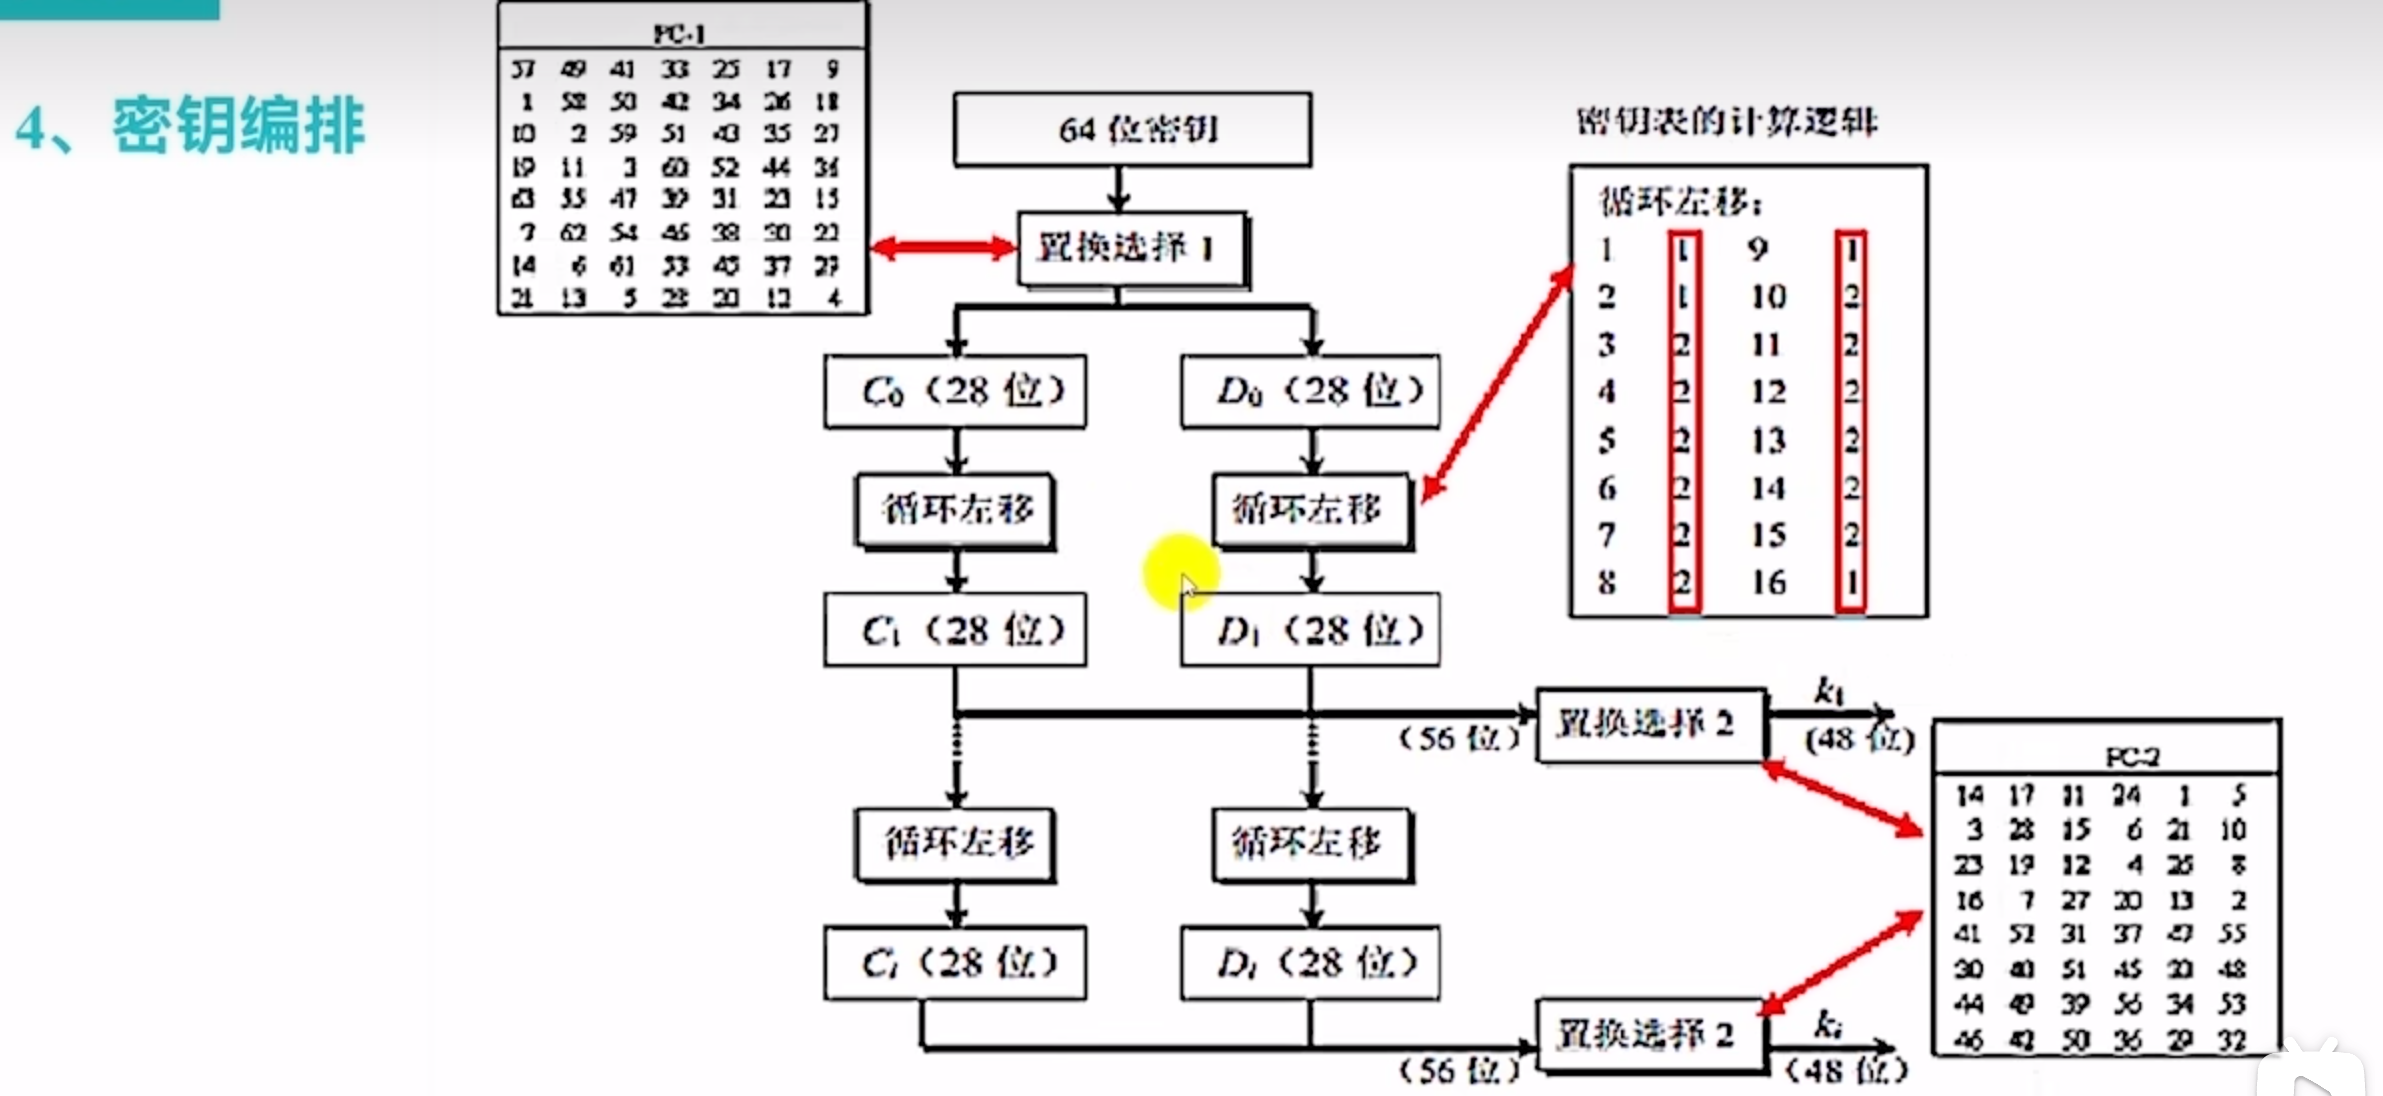 4、密钥编排
PC-1
57 49 41 33 25 17 9
1 58 50 42 34 26 18
10 2 59 51 43 35 27
19 11 3 60 52 44 36
63 55 47 39 31 23 15
7 62 54 46 38 30 22
14 6 61 53 45 37 29
21 13 5 28 20 12 4
64 位密钥
置换选择 1
C0（28 位）
D0（28 位）
循环左移
循环左移
C1（28 位）
D1（28 位）
循环左移
循环左移
Ci（28 位）
Di（28 位）
密钥表的计算逻辑
循环左移：
1 1 9 1
2 1 10 2
3 2 11 2
4 2 12 2
5 2 13 2
6 2 14 2
7 2 15 2
8 2 16 1
（56 位）
置换选择 2
k1
(48 位)
（56 位）
置换选择 2
ki
（48 位）
PC-2
14 17 11 24 1 5
3 28 15 6 21 10
23 19 12 4 26 8
16 7 27 20 13 2
41 52 31 37 47 55
30 40 51 45 33 48
44 49 39 56 34 53
46 42 50 36 29 32